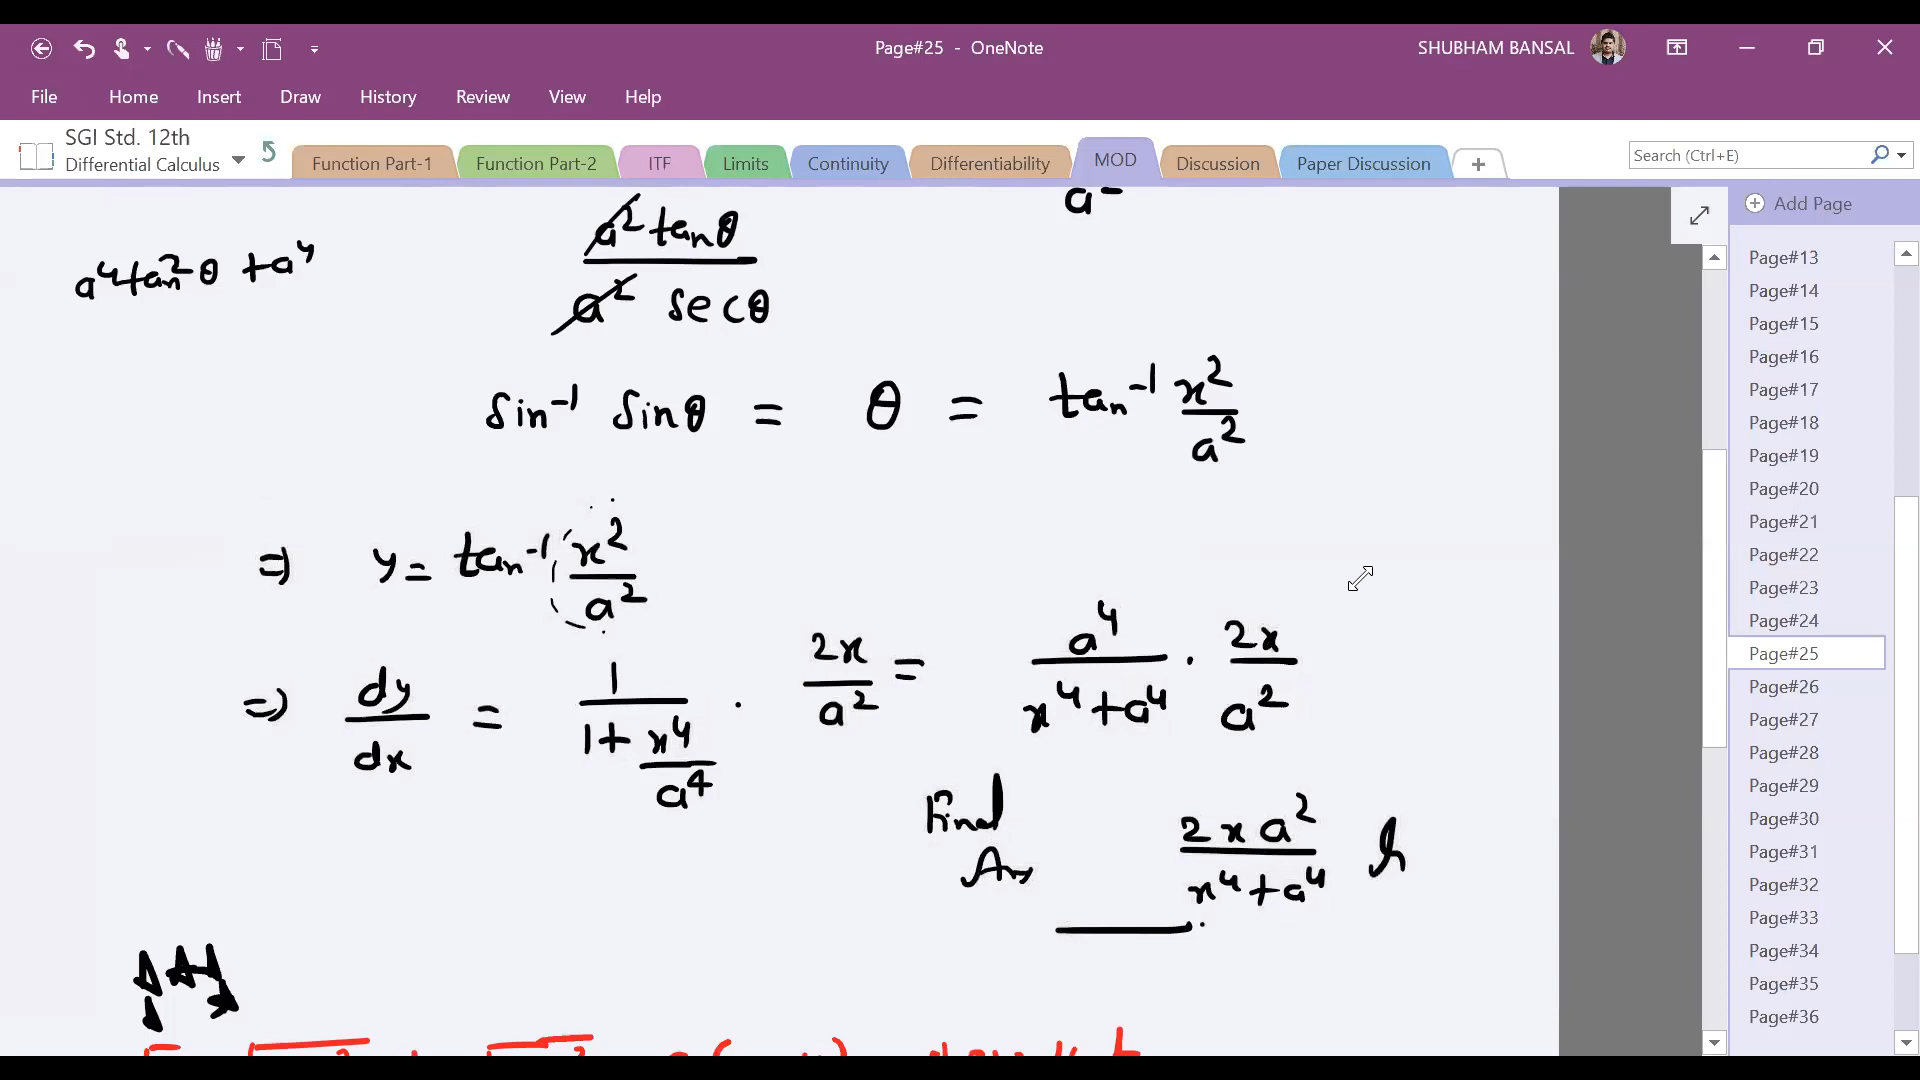 Page#25 - OneNote
SHUBHAM BANSAL
File Home Insert Draw History Review View Help
SGI Std. 12th
Differential Calculus
Function Part-1 Function Part-2 ITF Limits Continuity Differentiability MOD Discussion Paper Discussion +
Search (Ctrl+E)
a⁴tan²θ + a⁴
a² tanθ
a² secθ
sin⁻¹ sinθ = θ = tan⁻¹ x²/a²
⇒ y = tan⁻¹ x²/a²
⇒ dy/dx = 1/(1 + x⁴/a⁴) · 2x/a² = a⁴/(x⁴+a⁴) · 2x/a²
Final
Ans
2xa²/(x⁴+a⁴)
Add Page
Page#13
Page#14
Page#15
Page#16
Page#17
Page#18
Page#19
Page#20
Page#21
Page#22
Page#23
Page#24
Page#25
Page#26
Page#27
Page#28
Page#29
Page#30
Page#31
Page#32
Page#33
Page#34
Page#35
Page#36